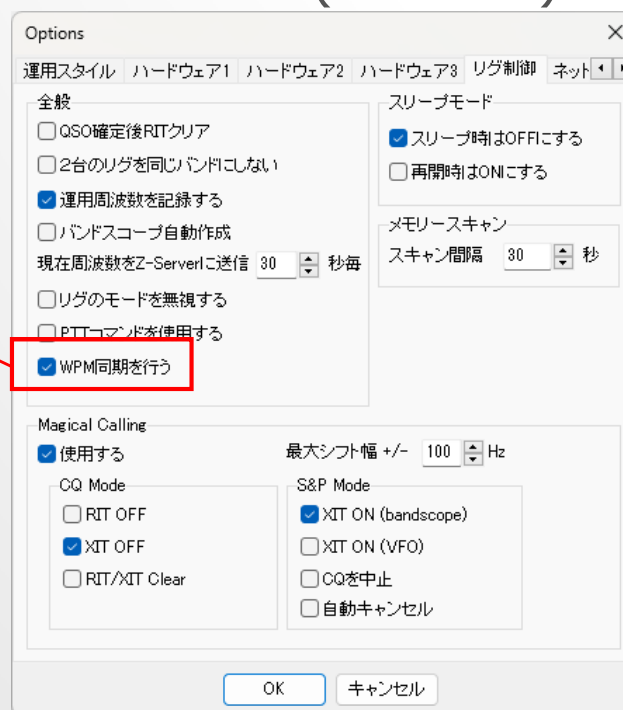 Options
運用スタイル ハードウェア1 ハードウェア2 ハードウェア3 リグ制御 ネット
全般
QSO確定後RITクリア
2台のリグを同じバンドにしない
運用周波数を記録する
バンドスコープ自動作成
現在周波数をZ-Serverに送信 30 秒毎
リグのモードを無視する
PTTコマンドを使用する
WPM同期を行う
スリープモード
スリープ時はOFFにする
再開時はONにする
メモリースキャン
スキャン間隔 30 秒
Magical Calling
使用する
最大シフト幅 +/- 100 Hz
CQ Mode
RIT OFF
XIT OFF
RIT/XIT Clear
S&P Mode
XIT ON (bandscope)
XIT ON (VFO)
CQを中止
自動キャンセル
OK キャンセル